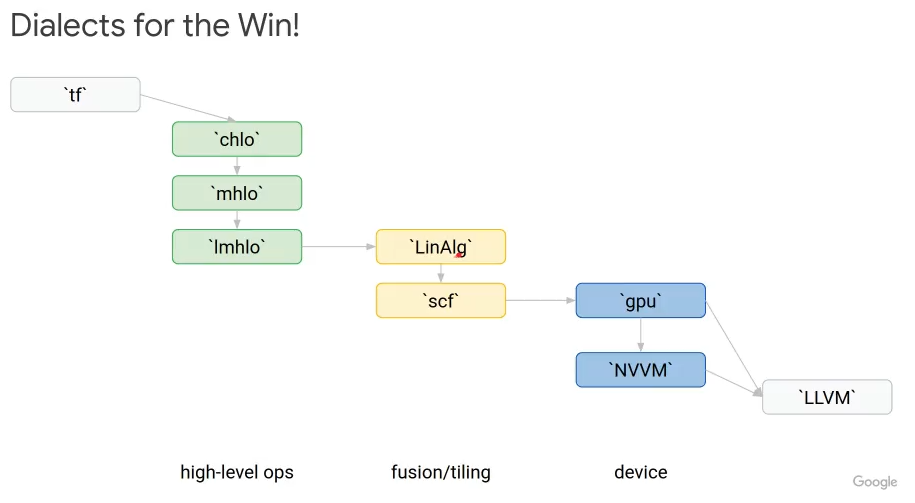 Dialects for the Win!
`tf`
`chlo`
`mhlo`
`lmhlo`
`LinAlg`
`scf`
`gpu`
`NVVM`
`LLVM`
high-level ops
fusion/tiling
device
Google